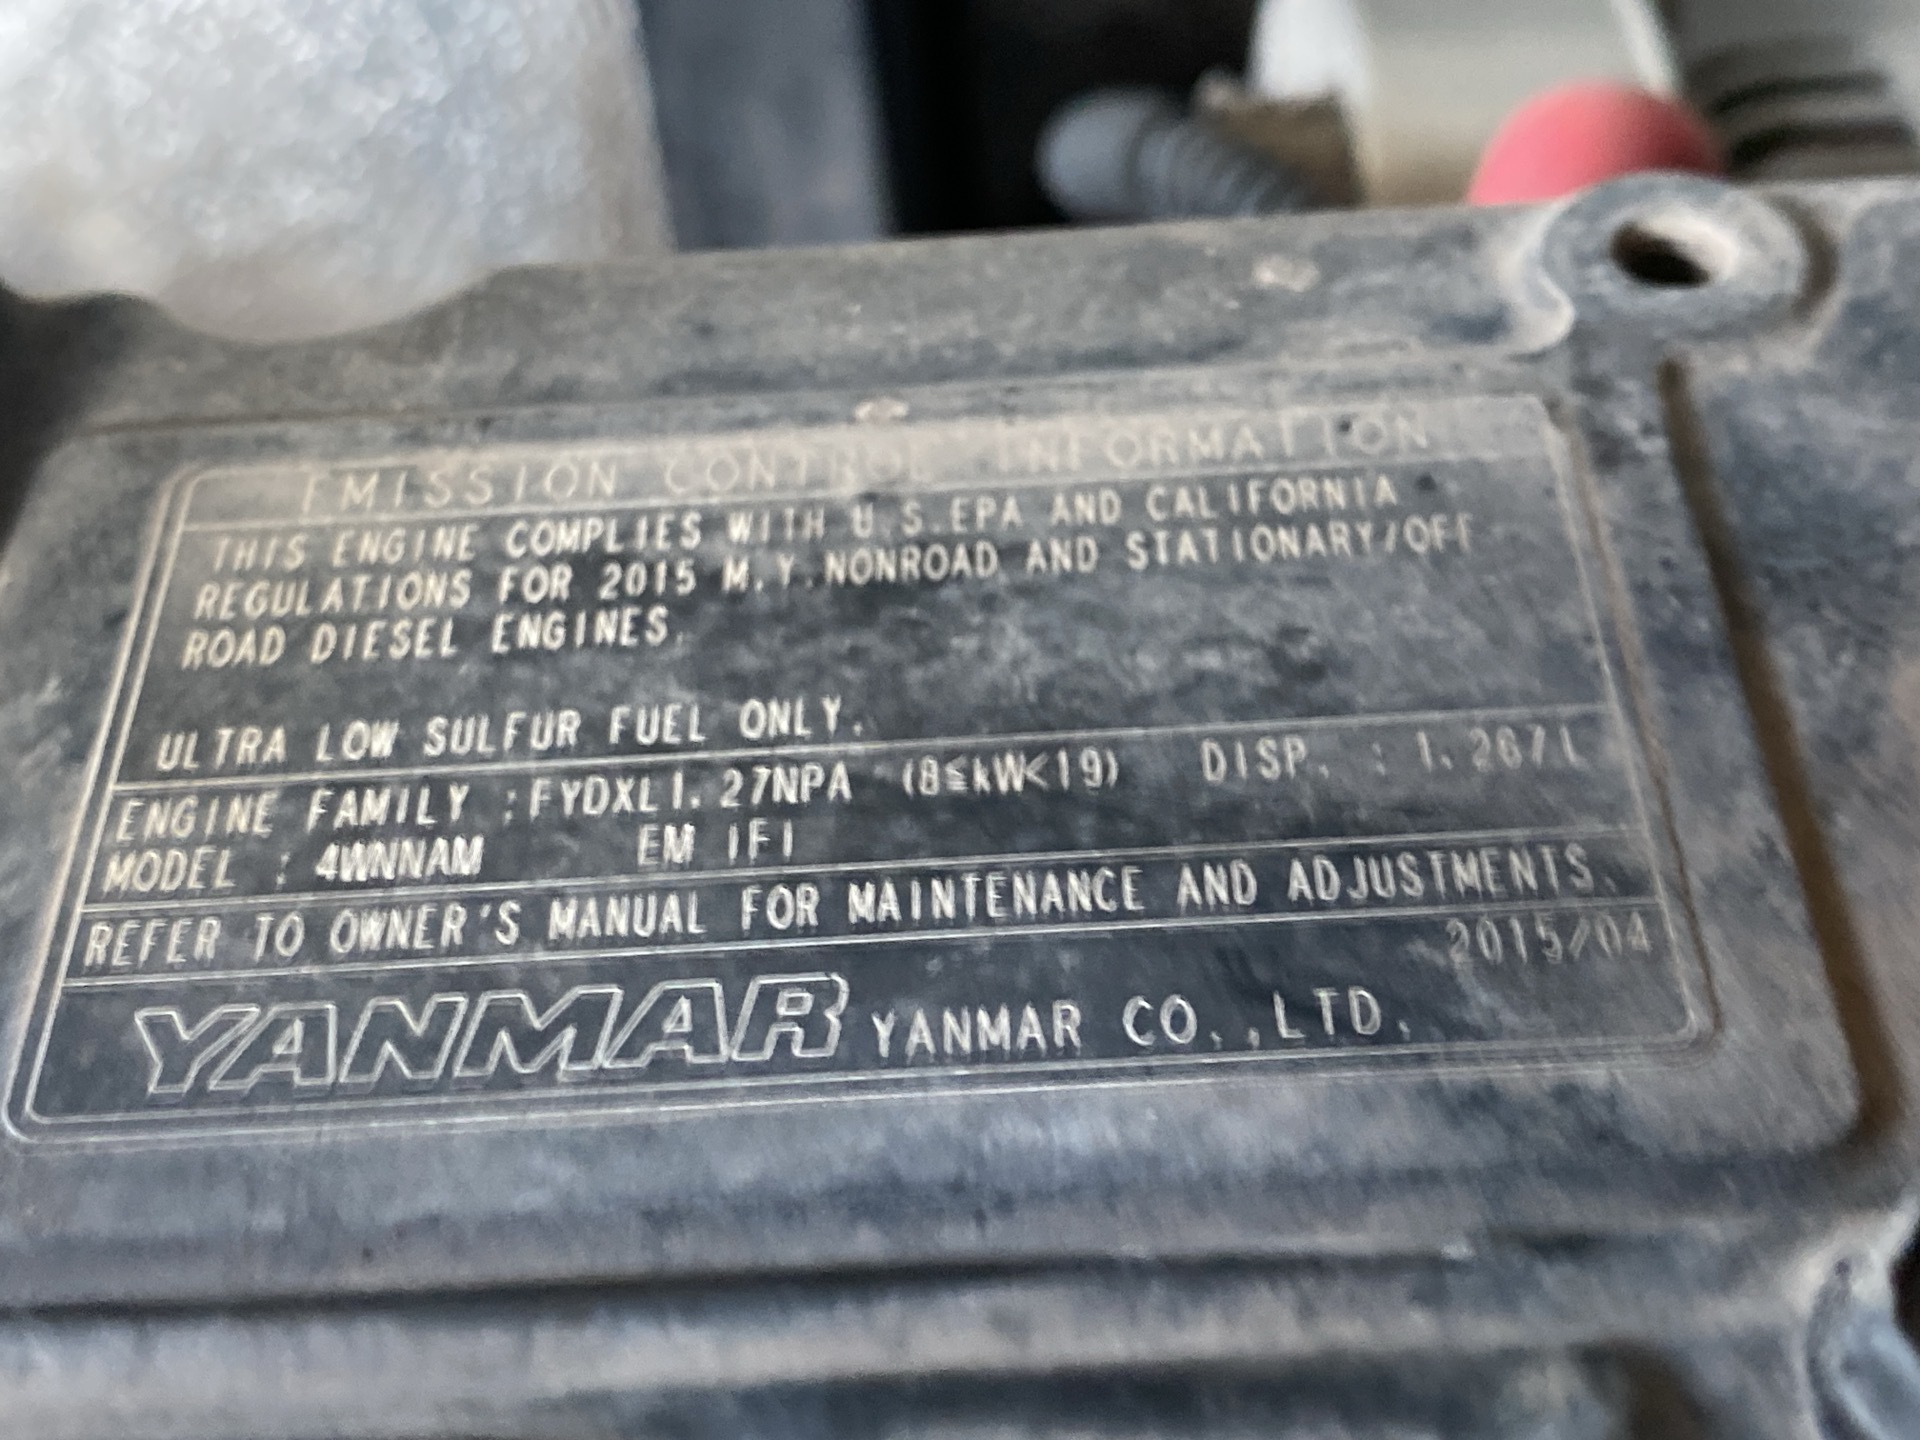 EMISSION CONTROL INFORMATION
THIS ENGINE COMPLIES WITH U.S.EPA AND CALIFORNIA
REGULATIONS FOR 2015 M.Y.NONROAD AND STATIONARY/OFF
ROAD DIESEL ENGINES.
ULTRA LOW SULFUR FUEL ONLY.
ENGINE FAMILY :FYDXL1.27NPA (8≦kW<19) DISP. : 1.267L
MODEL : 4WNNAM EM IFI
REFER TO OWNER'S MANUAL FOR MAINTENANCE AND ADJUSTMENTS.
2015/04
YANMAR YANMAR CO.,LTD.